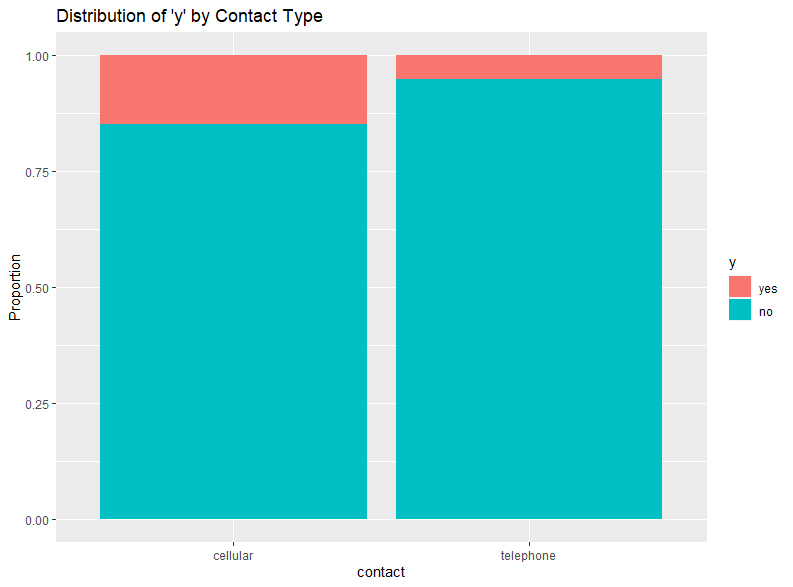 Distribution of 'y' by Contact Type
1.00
0.75
0.50
0.25
0.00
Proportion
cellular
telephone
contact
y
yes
no